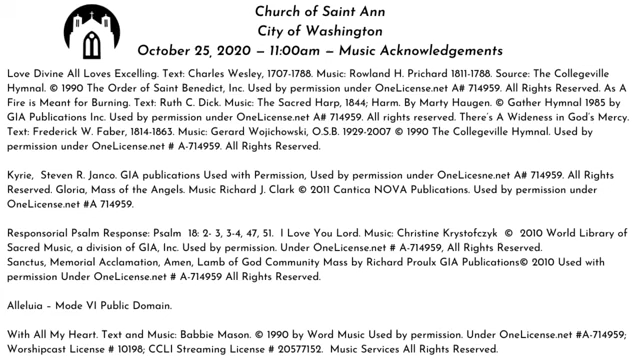 Church of Saint Ann
City of Washington
October 25, 2020 – 11:00am – Music Acknowledgements
Love Divine All Loves Excelling. Text: Charles Wesley, 1707-1788. Music: Rowland H. Prichard 1811-1788. Source: The Collegeville
Hymnal. © 1990 The Order of Saint Benedict, Inc. Used by permission under OneLicense.net A# 714959. All Rights Reserved. As A
Fire is Meant for Burning. Text: Ruth C. Dick. Music: The Sacred Harp, 1844; Harm. By Marty Haugen. © Gather Hymnal 1985 by
GIA Publications Inc. Used by permission under OneLicense.net A# 714959. All rights reserved. There's A Wideness in God's Mercy.
Text: Frederick W. Faber, 1814-1863. Music: Gerard Wojichowski, O.S.B. 1929-2007 © 1990 The Collegeville Hymnal. Used by
permission under OneLicense.net # A-714959. All Rights Reserved.
Kyrie, Steven R. Janco. GIA publications Used with Permission, Used by permission under OneLicesne.net A# 714959. All Rights
Reserved. Gloria, Mass of the Angels. Music Richard J. Clark © 2011 Cantica NOVA Publications. Used by permission under
OneLicense.net #A 714959.
Responsorial Psalm Response: Psalm 18: 2- 3, 3-4, 47, 51. I Love You Lord. Music: Christine Krystofczyk © 2010 World Library of
Sacred Music, a division of GIA, Inc. Used by permission. Under OneLicense.net # A-714959, All Rights Reserved.
Sanctus, Memorial Acclamation, Amen, Lamb of God Community Mass by Richard Proulx GIA Publications© 2010 Used with
permission Under OneLicense.net # A-714959 All Rights Reserved.
Alleluia – Mode VI Public Domain.
With All My Heart. Text and Music: Babbie Mason. © 1990 by Word Music Used by permission. Under OneLicense.net #A-714959;
Worshipcast License # 10198; CCLI Streaming License # 20577152. Music Services All Rights Reserved.